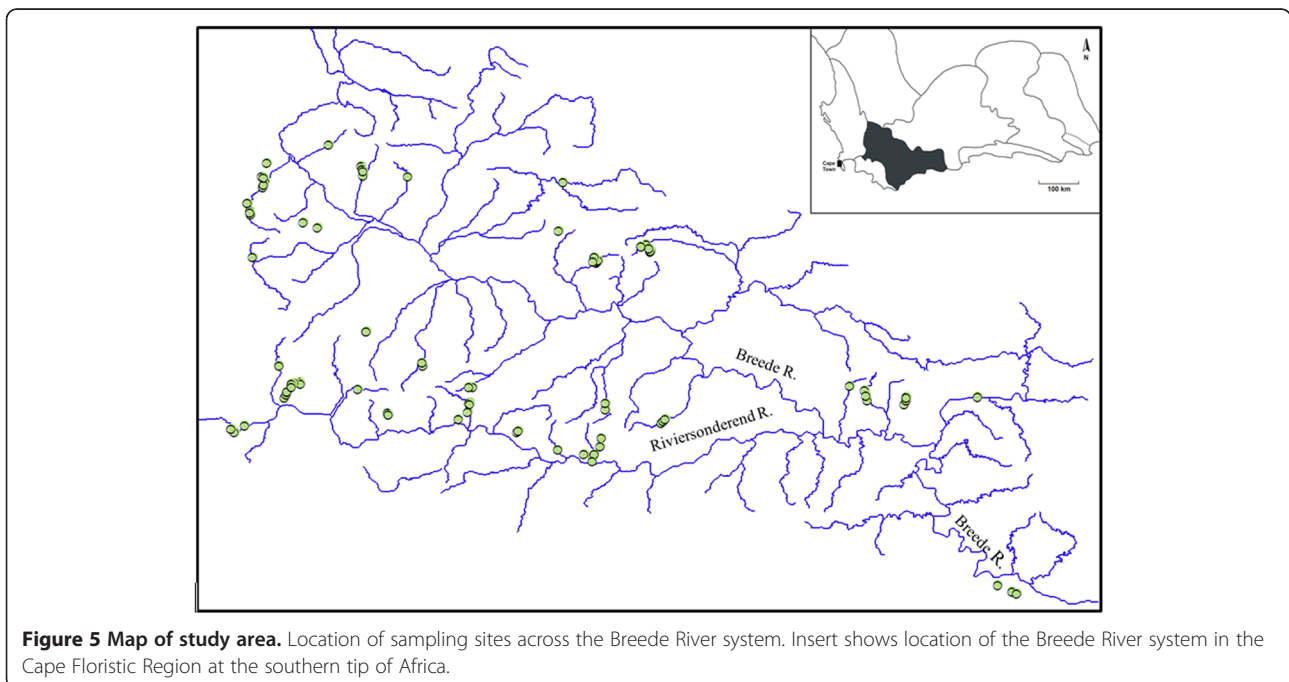 N
Cape
Town
100 km
Breede R.
Riviersonderend R.
Breede R.
Figure 5 Map of study area. Location of sampling sites across the Breede River system. Insert shows location of the Breede River system in the
Cape Floristic Region at the southern tip of Africa.